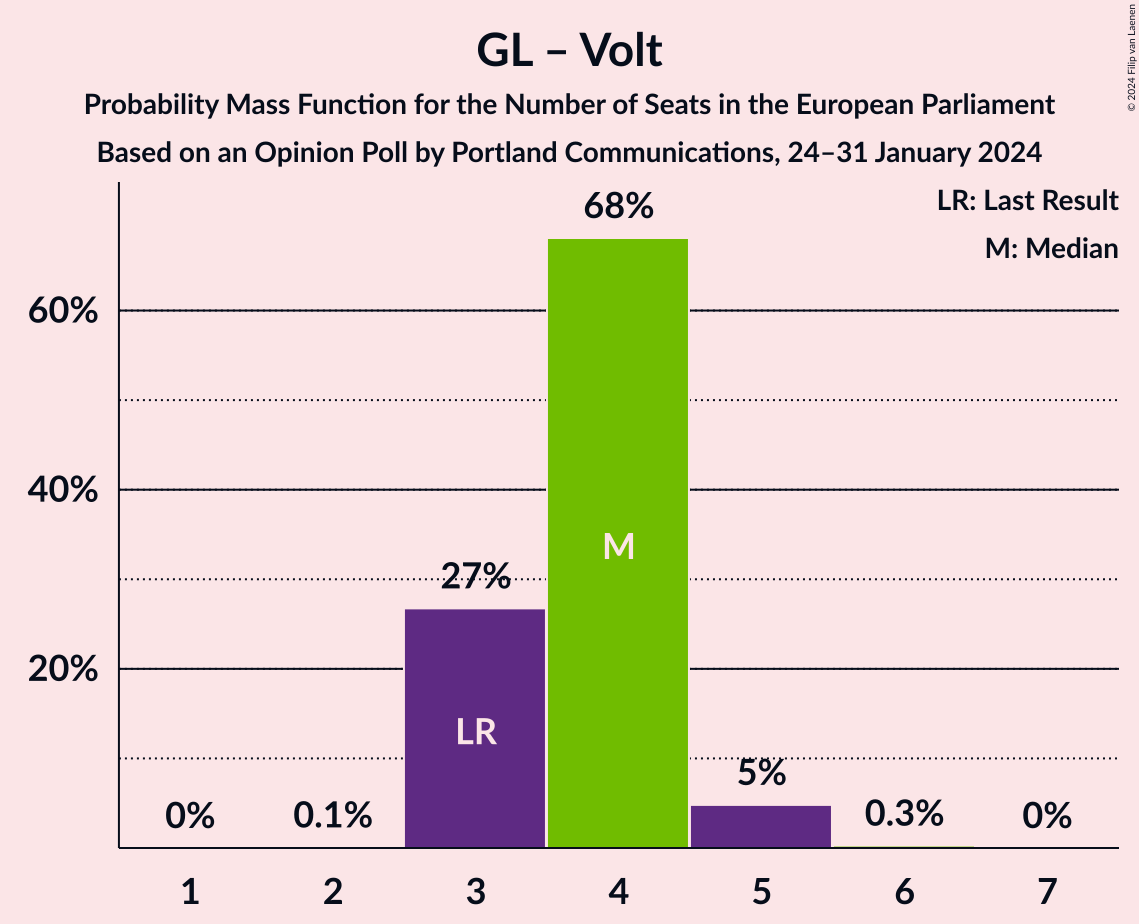 GL – Volt
Probability Mass Function for the Number of Seats in the European Parliament
Based on an Opinion Poll by Portland Communications, 24–31 January 2024
© 2024 Filip van Laenen
LR: Last Result
M: Median
68%
60%
40%
M
27%
20%
LR
5%
0%
0.1%
0.3%
0%
1
2
3
4
5
6
7